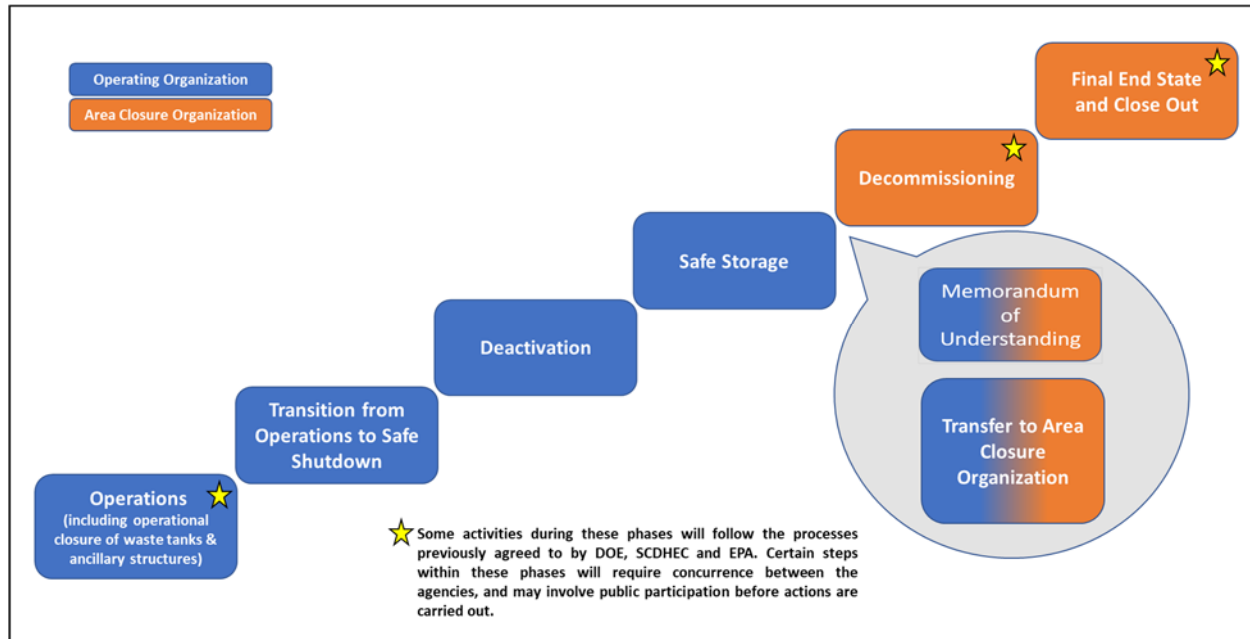 Operating Organization
Area Closure Organization
Final End State
and Close Out
Decommissioning
Safe Storage
Memorandum
of
Understanding
Deactivation
Transition from
Operations to Safe
Shutdown
Transfer to Area
Closure
Organization
Operations
(including operational
closure of waste tanks &
ancillary structures)
Some activities during these phases will follow the processes
previously agreed to by DOE, SCDHEC and EPA. Certain steps
within these phases will require concurrence between the
agencies, and may involve public participation before actions are
carried out.